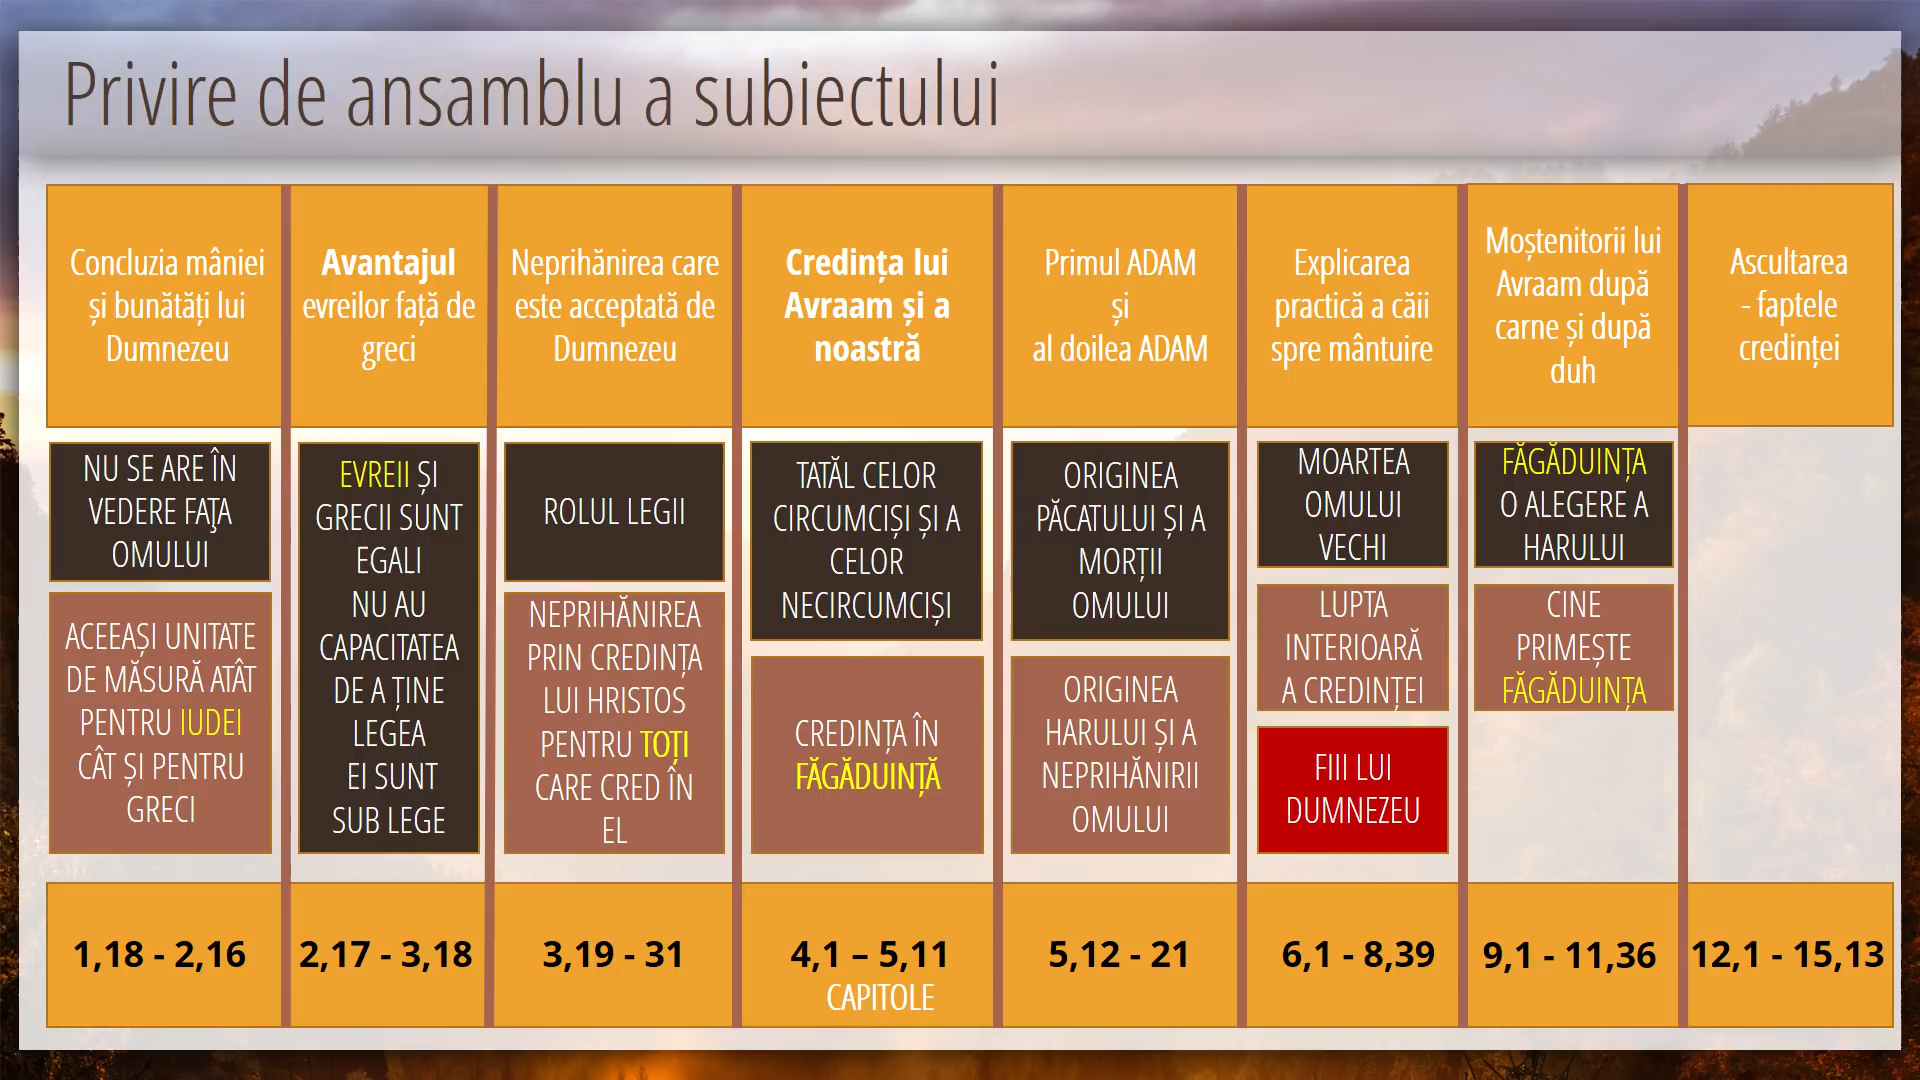 Privire de ansamblu a subiectului
Concluzia mâniei
și bunătăți lui
Dumnezeu
Avantajul
evreilor față de
greci
Neprihănirea care
este acceptată de
Dumnezeu
Credința lui
Avraam și a
noastră
Primul ADAM
și
al doilea ADAM
Explicarea
practică a căii
spre mântuire
Moștenitorii lui
Avraam după
carne și după
duh
Ascultarea
- faptele
credinței
NU SE ARE ÎN
VEDERE FAŢA
OMULUI
ACEEAȘI UNITATE
DE MĂSURĂ ATÂT
PENTRU IUDEI
CÂT ȘI PENTRU
GRECI
EVREII ȘI
GRECII SUNT
EGALI
NU AU
CAPACITATEA
DE A ȚINE
LEGEA
EI SUNT
SUB LEGE
ROLUL LEGII
NEPRIHĂNIREA
PRIN CREDINȚA
LUI HRISTOS
PENTRU TOȚI
CARE CRED ÎN
EL
TATĂL CELOR
CIRCUMCIȘI ȘI A
CELOR
NECIRCUMCIȘI
CREDINȚA ÎN
FĂGĂDUINȚĂ
ORIGINEA
PĂCATULUI ȘI A
MORȚII
OMULUI
ORIGINEA
HARULUI ȘI A
NEPRIHĂNIRII
OMULUI
MOARTEA
OMULUI
VECHI
LUPTA
INTERIOARĂ
A CREDINȚEI
FIII LUI
DUMNEZEU
FĂGĂDUINȚA
O ALEGERE A
HARULUI
CINE
PRIMEȘTE
FĂGĂDUINȚA
1,18 - 2,16
2,17 - 3,18
3,19 - 31
4,1 – 5,11
CAPITOLE
5,12 - 21
6,1 - 8,39
9,1 - 11,36
12,1 - 15,13